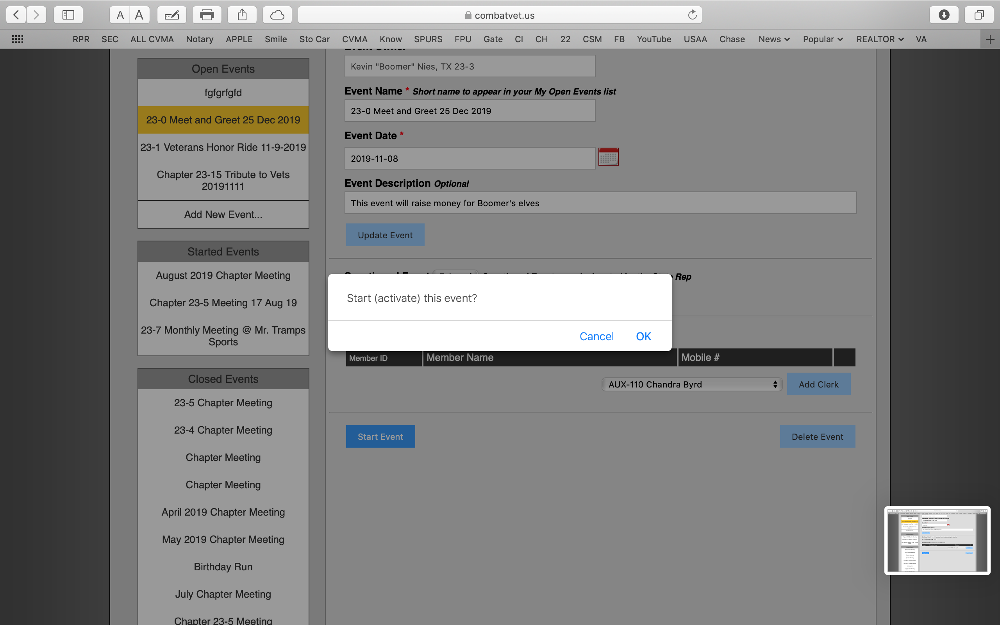 A A
combatvet.us
RPR SEC ALL CVMA Notary APPLE Smile Sto Car CVMA Know SPURS FPU Gate CI CH 22 CSM FB YouTube USAA Chase News Popular REALTOR VA
Open Events
fgfgrfgfd
23-0 Meet and Greet 25 Dec 2019
23-1 Veterans Honor Ride 11-9-2019
Chapter 23-15 Tribute to Vets
20191111
Add New Event...
Started Events
August 2019 Chapter Meeting
Chapter 23-5 Meeting 17 Aug 19
23-7 Monthly Meeting @ Mr. Tramps
Sports
Closed Events
23-5 Chapter Meeting
23-4 Chapter Meeting
Chapter Meeting
Chapter Meeting
April 2019 Chapter Meeting
May 2019 Chapter Meeting
Birthday Run
July Chapter Meeting
Chapter 23-5 Meeting
Event Owner
Kevin "Boomer" Nies, TX 23-3
Event Name * Short name to appear in your My Open Events list
23-0 Meet and Greet 25 Dec 2019
Event Date *
2019-11-08
Event Description Optional
This event will raise money for Boomer's elves
Update Event
Rep
Start (activate) this event?
Cancel OK
Member ID Member Name Mobile #
AUX-110 Chandra Byrd Add Clerk
Start Event Delete Event